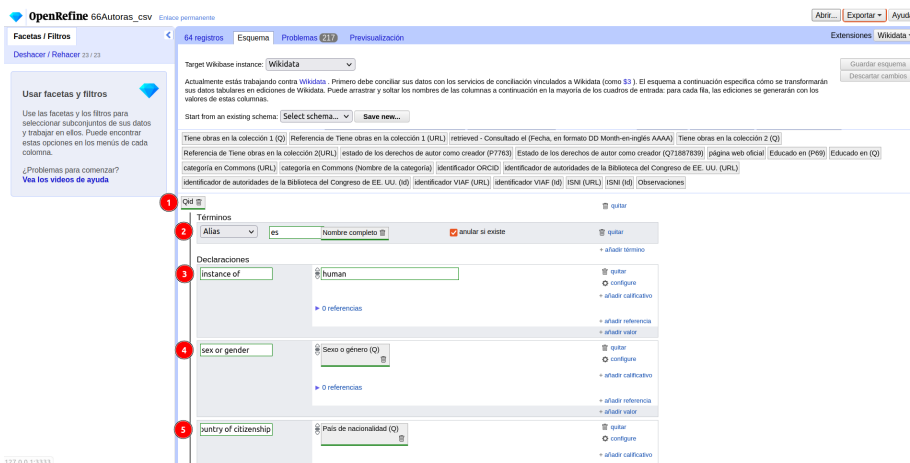 OpenRefine 66Autoras_csv Enlace permanente
Abrir... Exportar Ayuda
Facetas / Filtros
64 registros Esquema Problemas 217 Previsualización
Extensiones Wikidata
Deshacer / Rehacer 23 / 23
Usar facetas y filtros
Use las facetas y los filtros para
seleccionar subconjuntos de sus datos
y trabajar en ellos. Puede encontrar
estas opciones en los menús de cada
columna.
¿Problemas para comenzar?
Vea los videos de ayuda
Target Wikibase instance: Wikidata
Guardar esquema
Descartar cambios
Actualmente estás trabajando contra Wikidata . Primero debe conciliar sus datos con los servicios de conciliación vinculados a Wikidata (como $3 ). El esquema a continuación especifica cómo se transformarán
sus datos tabulares en ediciones de Wikidata. Puede arrastrar y soltar los nombres de las columnas a continuación en la mayoría de los cuadros de entrada: para cada fila, las ediciones se generarán con los
valores de estas columnas.
Start from an existing schema: Select schema... Save new...
Tiene obras en la colección 1 (Q) Referencia de Tiene obras en la colección 1 (URL) retrieved - Consultado el (Fecha, en formato DD Month-en-inglés AAAA) Tiene obras en la colección 2 (Q)
Referencia de Tiene obras en la colección 2(URL) estado de los derechos de autor como creador (P7763) Estado de los derechos de autor como creador (Q71887839) página web oficial Educado en (P69) Educado en (Q)
categoría en Commons (URL) categoría en Commons (Nombre de la categoría) identificador ORCID identificador de autoridades de la Biblioteca del Congreso de EE. UU. (URL)
identificador de autoridades de la Biblioteca del Congreso de EE. UU. (Id) identificador VIAF (URL) identificador VIAF (Id) ISNI (URL) ISNI (Id) Observaciones
1 Qid quitar
Términos
2 Alias es Nombre completo anular si existe quitar
+ añadir término
Declaraciones
3 instance of human quitar
configure
+ añadir calificativo
0 referencias
+ añadir referencia
+ añadir valor
4 sex or gender Sexo o género (Q) quitar
configure
+ añadir calificativo
0 referencias
+ añadir referencia
+ añadir valor
5 ountry of citizenship País de nacionalidad (Q) quitar
configure
+ añadir calificativo
127.0.0.1:3333